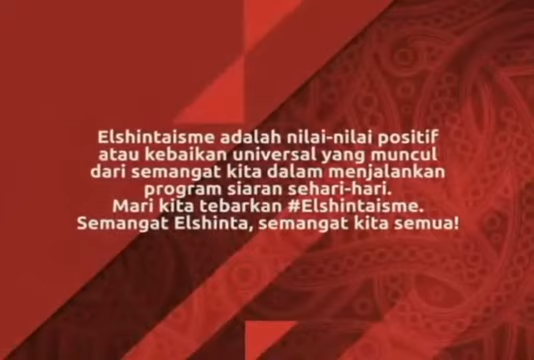 Elshintaisme adalah nilai-nilai positif
atau kebaikan universal yang muncul
dari semangat kita dalam menjalankan
program siaran sehari-hari.
Mari kita tebarkan #Elshintaisme.
Semangat Elshinta, semangat kita semua!